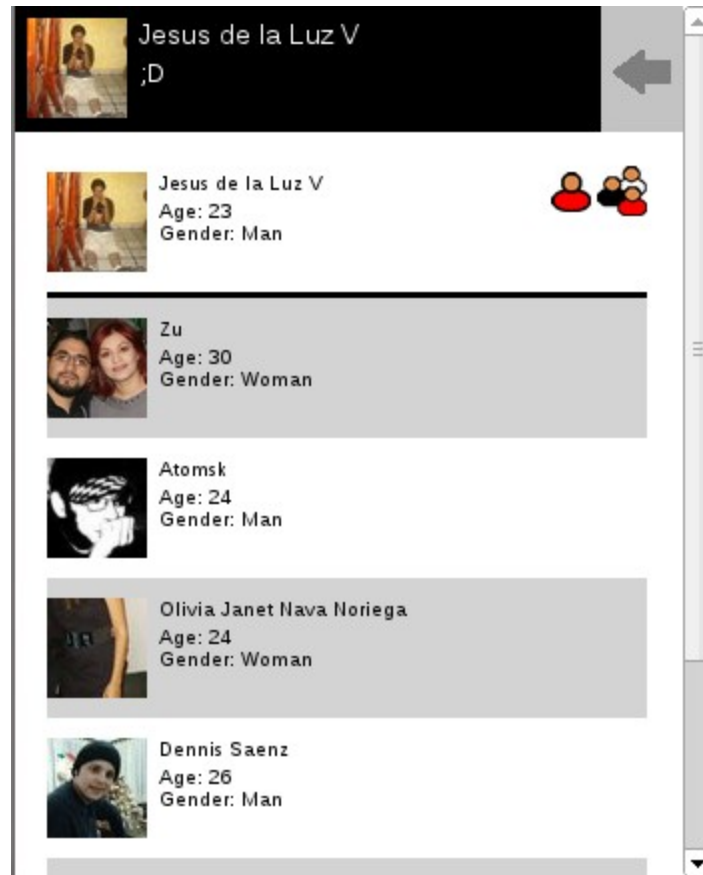 Jesus de la Luz V
;D
Jesus de la Luz V
Age: 23
Gender: Man
Zu
Age: 30
Gender: Woman
Atomsk
Age: 24
Gender: Man
Olivia Janet Nava Noriega
Age: 24
Gender: Woman
Dennis Saenz
Age: 26
Gender: Man